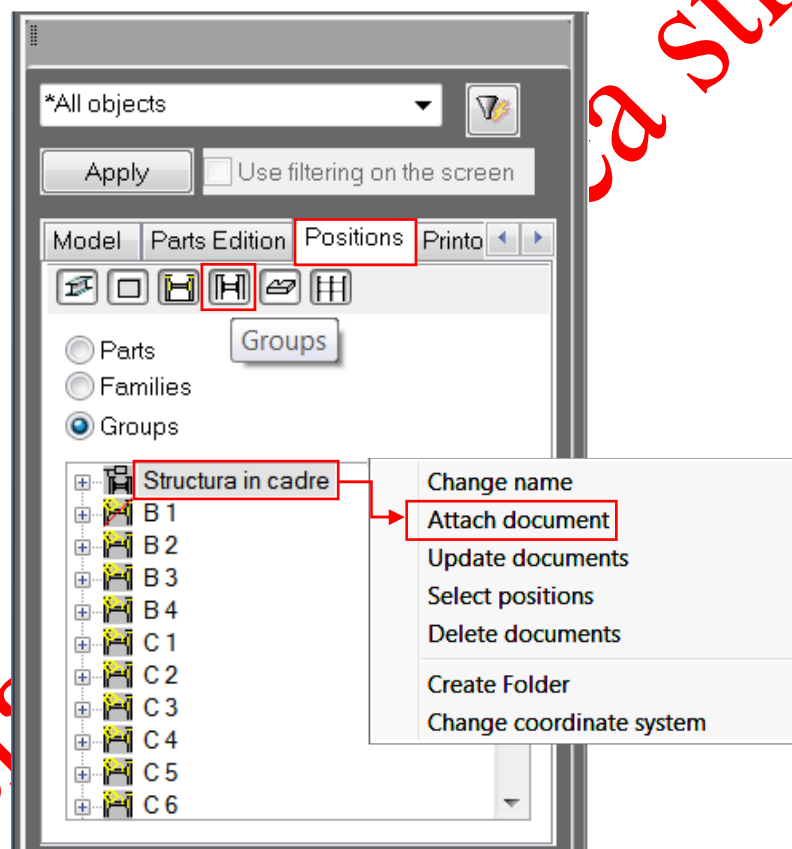 *All objects
Apply
Use filtering on the screen
Model Parts Edition Positions Printo
Groups
Parts
Families
Groups
Structura in cadre
B 1
B 2
B 3
B 4
C 1
C 2
C 3
C 4
C 5
C 6
Change name
Attach document
Update documents
Select positions
Delete documents
Create Folder
Change coordinate system